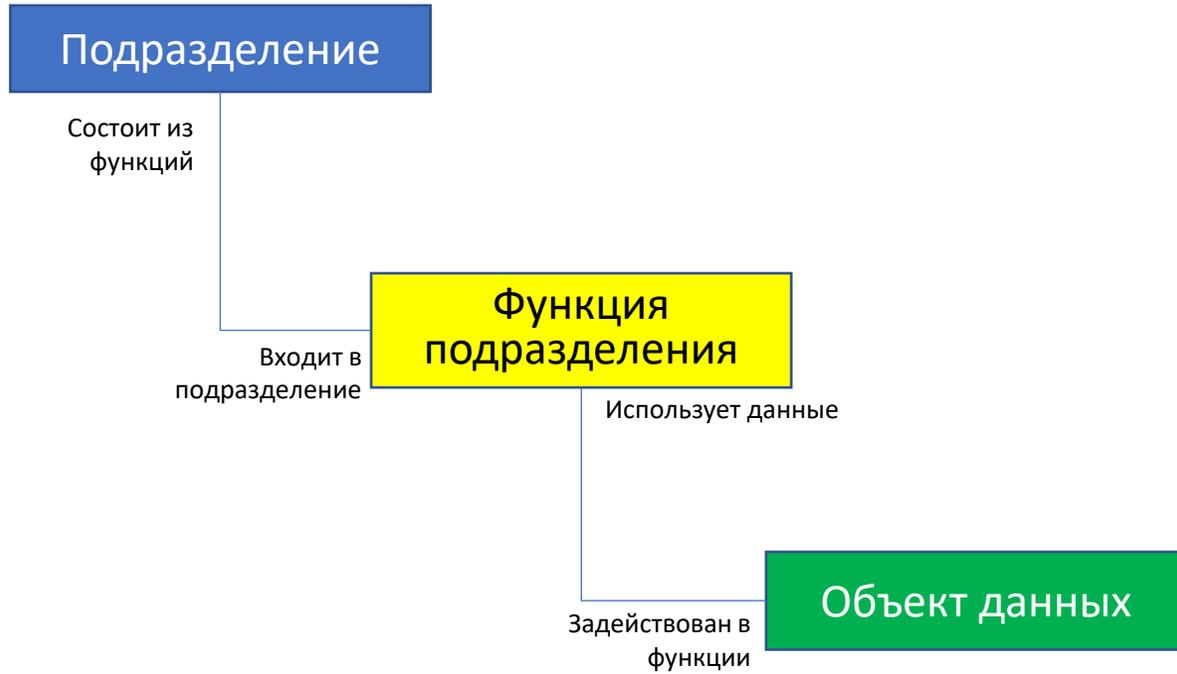 Подразделение
Состоит из
функций
Функция
подразделения
Входит в
подразделение
Использует данные
Объект данных
Задействован в
функции